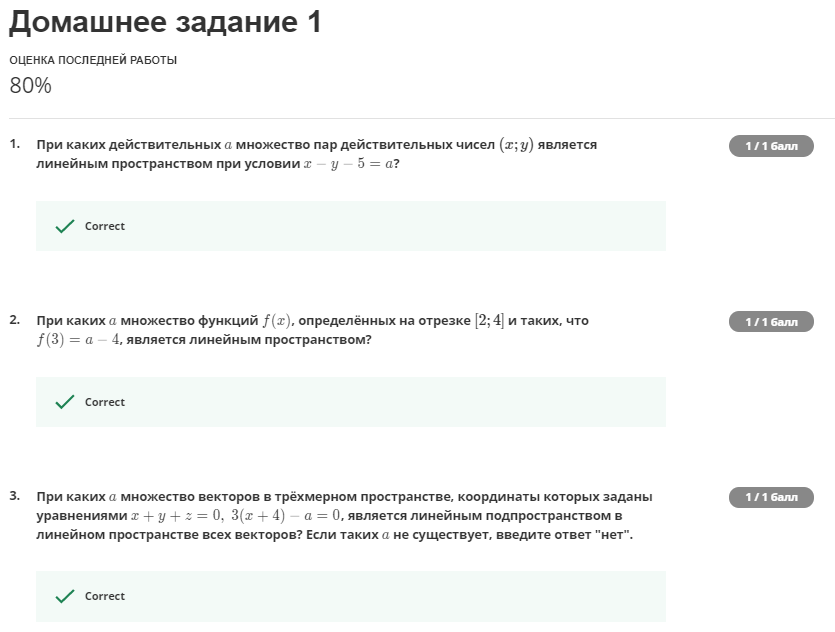 Домашнее задание 1
ОЦЕНКА ПОСЛЕДНЕЙ РАБОТЫ
80%
1. При каких действительных a множество пар действительных чисел (x; y) является
линейным пространством при условии x − y − 5 = a?
1 / 1 балл
Correct
2. При каких a множество функций f(x), определённых на отрезке [2; 4] и таких, что
f(3) = a − 4, является линейным пространством?
1 / 1 балл
Correct
3. При каких a множество векторов в трёхмерном пространстве, координаты которых заданы
уравнениями x + y + z = 0, 3(x + 4) − a = 0, является линейным подпространством в
линейном пространстве всех векторов? Если таких a не существует, введите ответ "нет".
1 / 1 балл
Correct